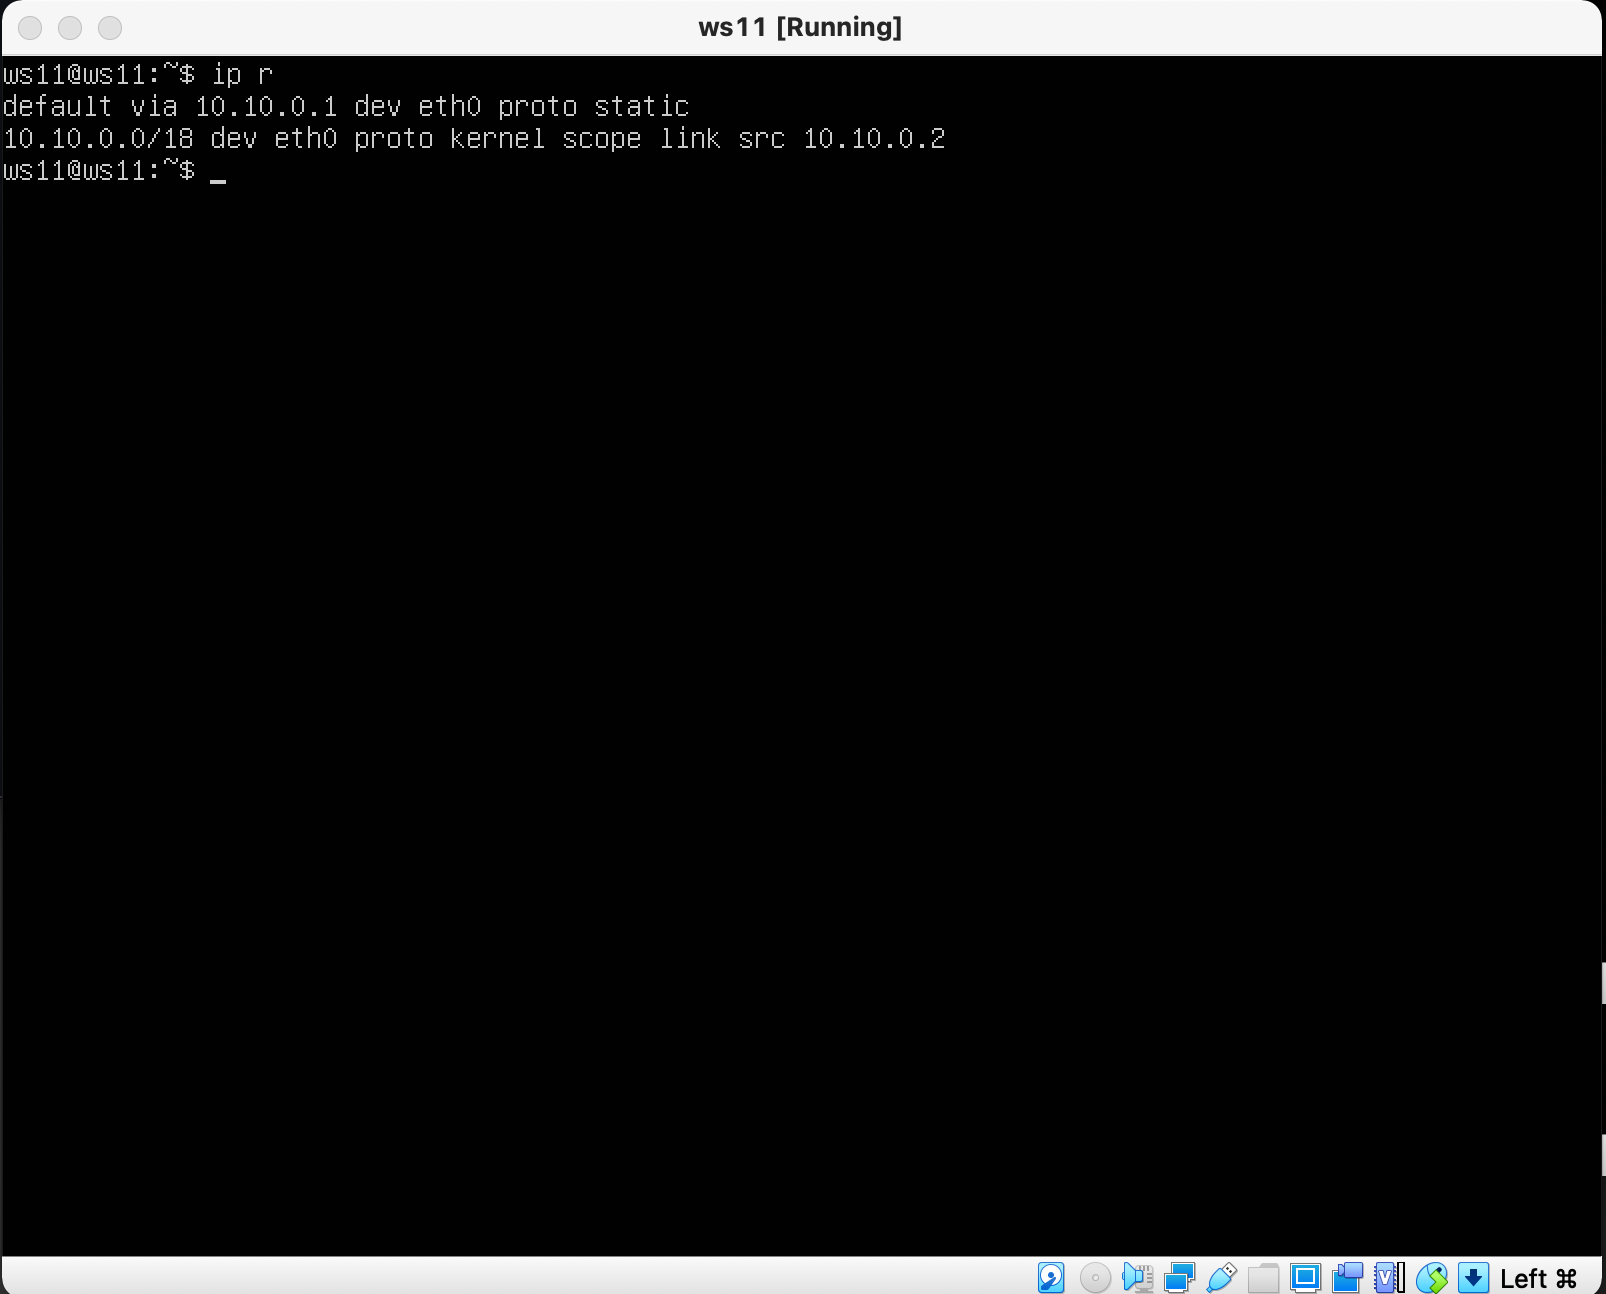 ws11 [Running]
ws11@ws11:~$ ip r
default via 10.10.0.1 dev eth0 proto static
10.10.0.0/18 dev eth0 proto kernel scope link src 10.10.0.2
ws11@ws11:~$ _
Left ⌘